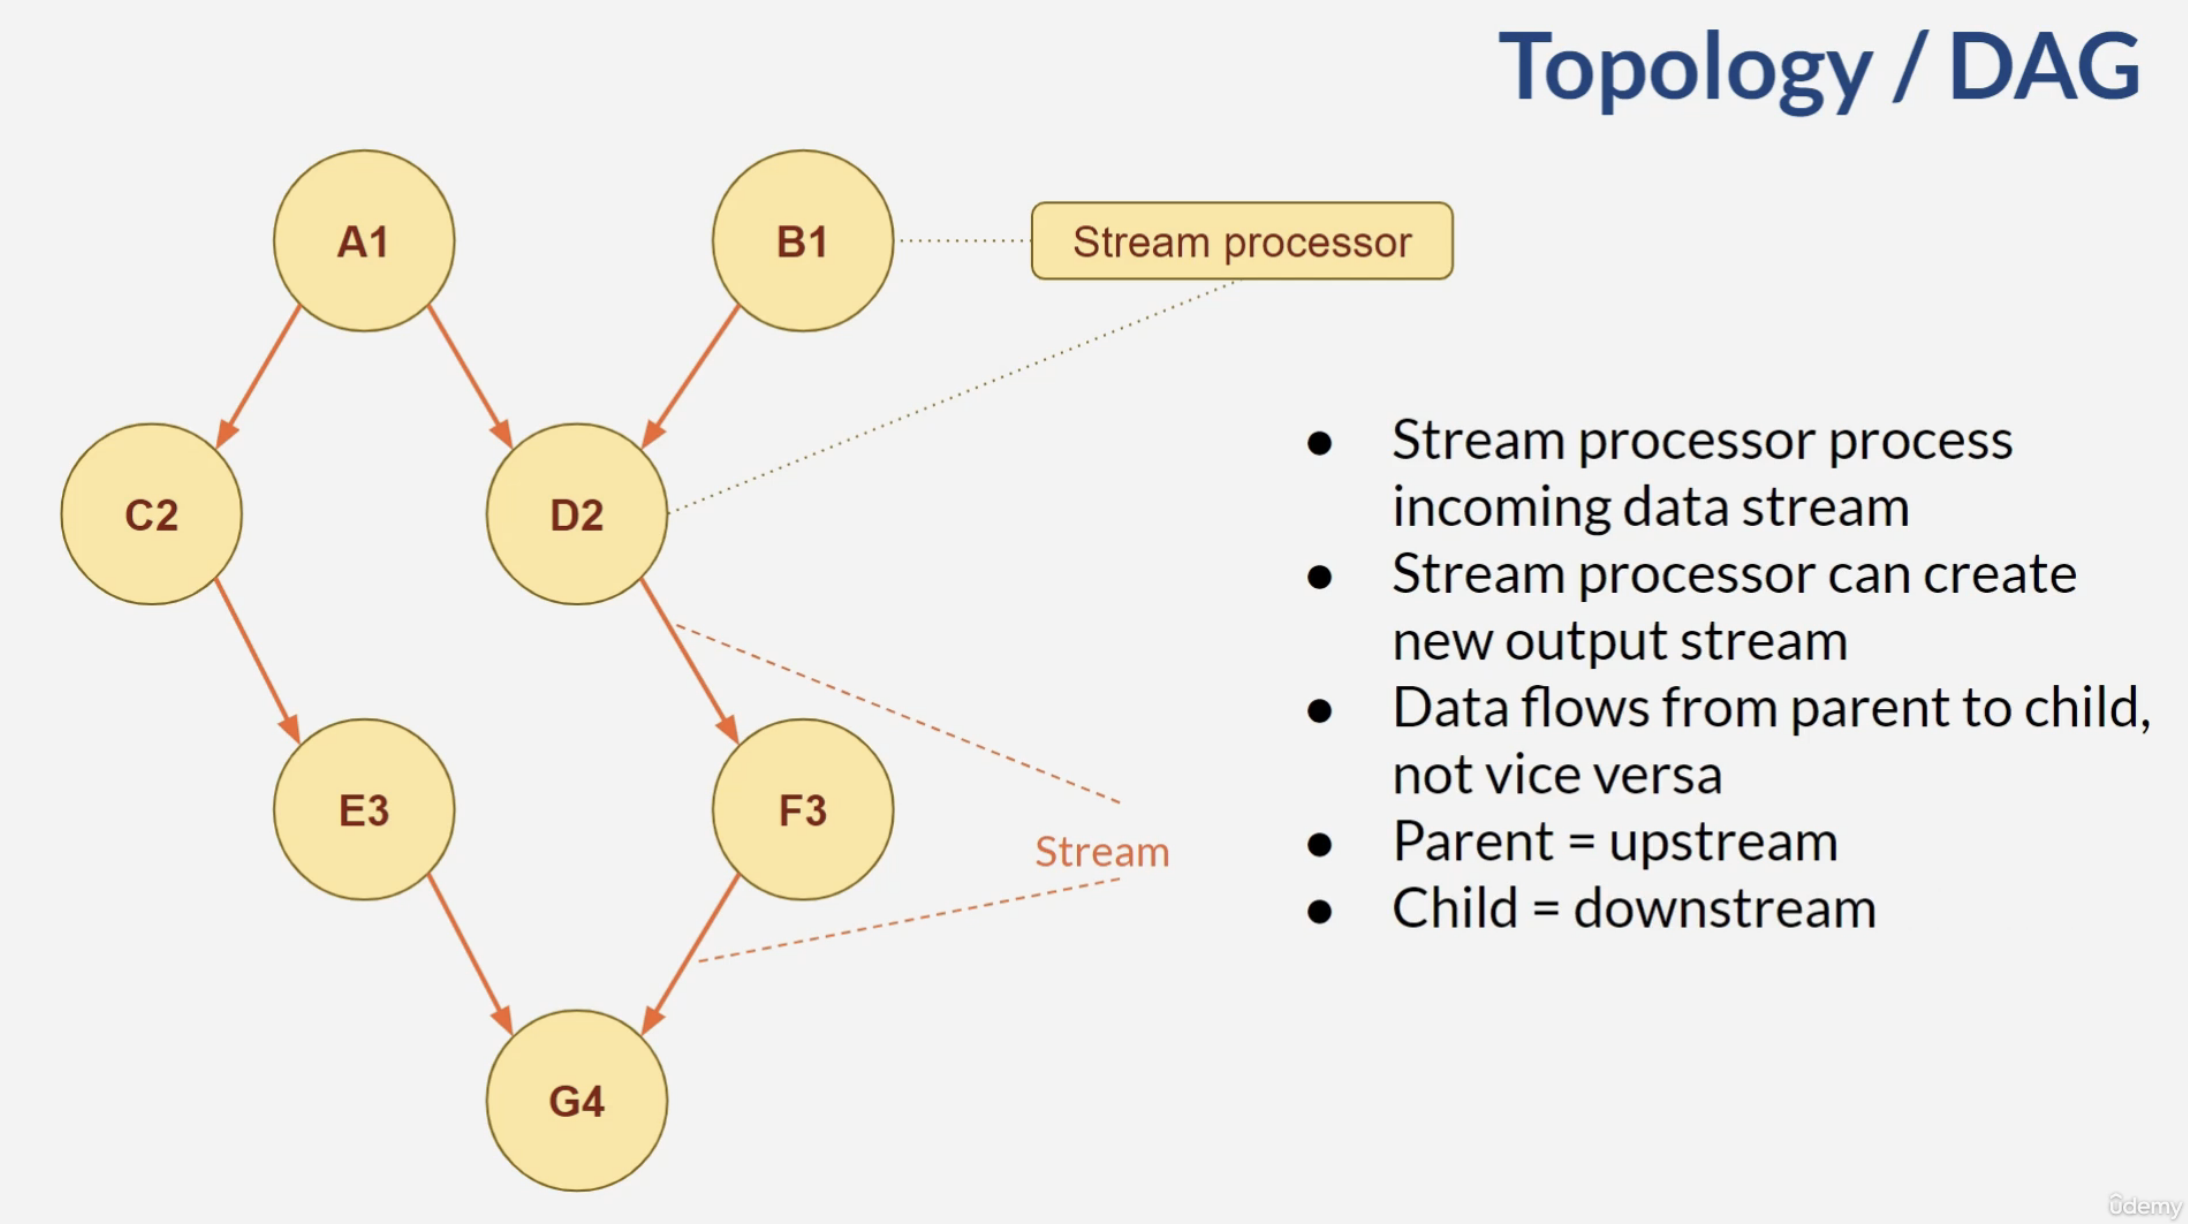 Topology / DAG
A1
B1
Stream processor
C2
D2
E3
F3
Stream
G4
● Stream processor process
incoming data stream
● Stream processor can create
new output stream
● Data flows from parent to child,
not vice versa
● Parent = upstream
● Child = downstream
ûdemy